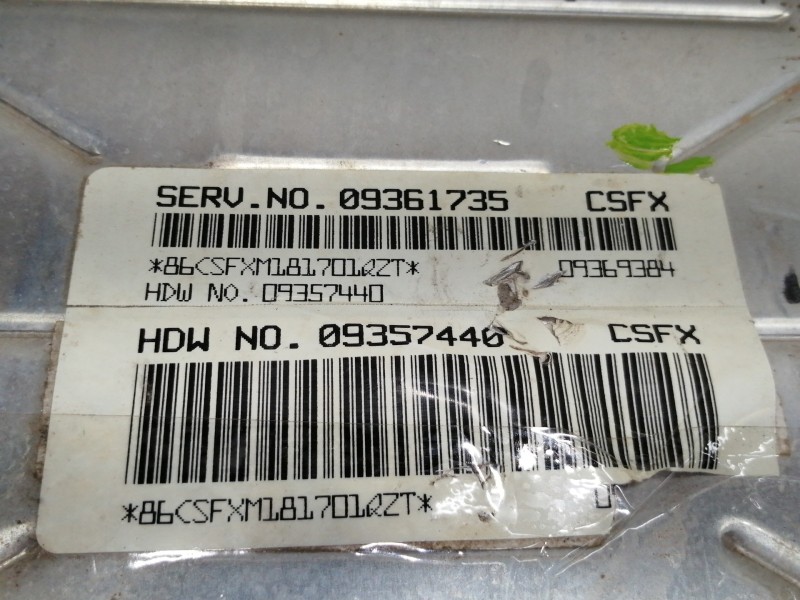 SERV.NO. 09361735 CSFX
*86CSFXM181701QZT* 09369384
HDW NO. 09357440
HDW NO. 09357440 CSFX
*86CSFXM181701QZT*